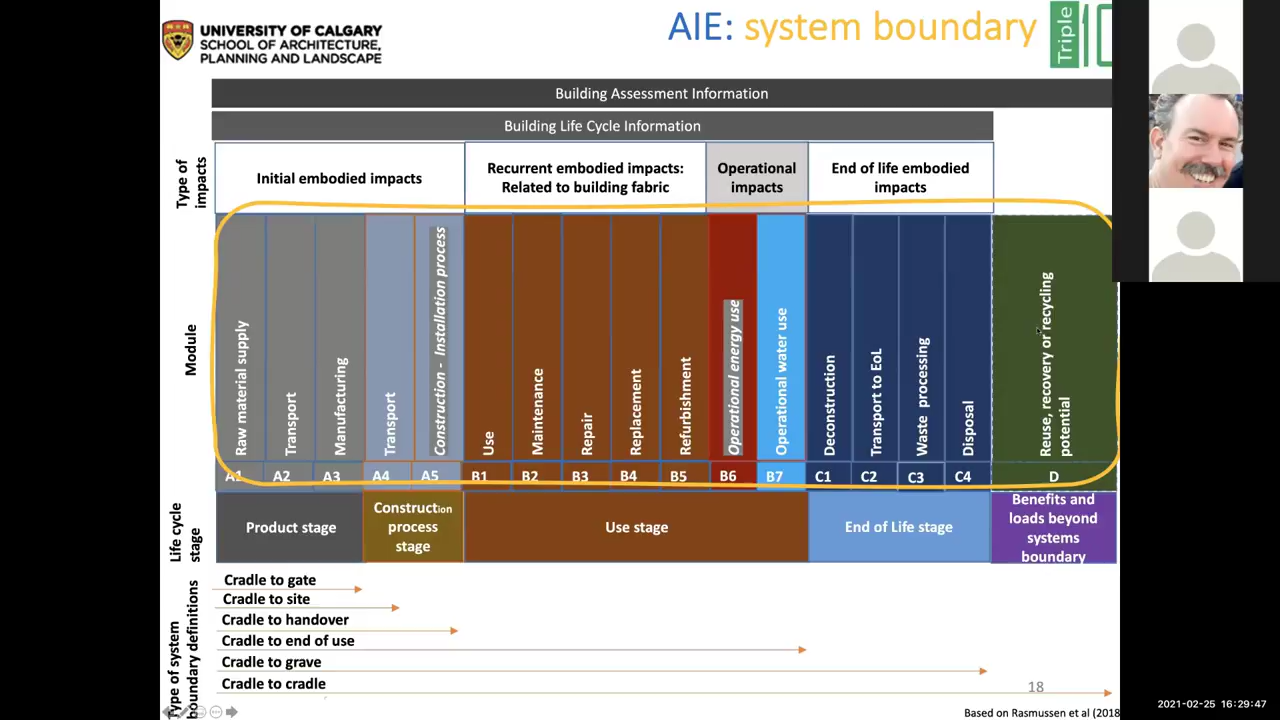 UNIVERSITY OF CALGARY
SCHOOL OF ARCHITECTURE,
PLANNING AND LANDSCAPE
AIE: system boundary
Triple
Building Assessment Information
Building Life Cycle Information
Type of
impacts
Initial embodied impacts
Recurrent embodied impacts:
Related to building fabric
Operational
impacts
End of life embodied
impacts
Module
Raw material supply
Transport
Manufacturing
Transport
Construction - Installation process
Use
Maintenance
Repair
Replacement
Refurbishment
Operational energy use
Operational water use
Deconstruction
Transport to EoL
Waste processing
Disposal
Reuse, recovery or recycling
potential
A1
A2
A3
A4
A5
B1
B2
B3
B4
B5
B6
B7
C1
C2
C3
C4
D
Life cycle
stage
Product stage
Construction
process
stage
Use stage
End of Life stage
Benefits and
loads beyond
systems
boundary
Type of system
boundary definitions
Cradle to gate
Cradle to site
Cradle to handover
Cradle to end of use
Cradle to grave
Cradle to cradle
18
Based on Rasmussen et al (2018
2021-02-25 16:29:47